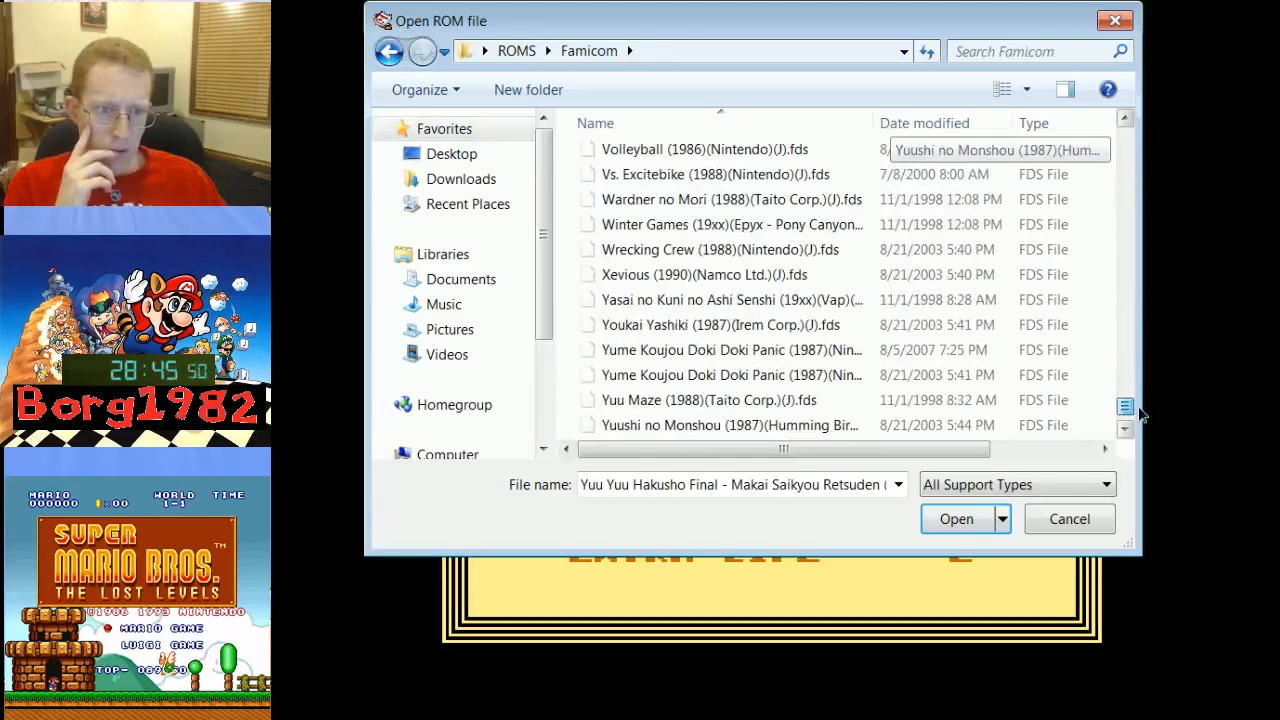 Open ROM file
ROMS Famicom
Search Famicom
Organize
New folder
Favorites
Desktop
Downloads
Recent Places
Libraries
Documents
Music
Pictures
Videos
Homegroup
Computer
Name Date modified Type
Volleyball (1986)(Nintendo)(J).fds 8/
Yuushi no Monshou (1987)(Hum...
Vs. Excitebike (1988)(Nintendo)(J).fds 7/8/2000 8:00 AM FDS File
Wardner no Mori (1988)(Taito Corp.)(J).fds 11/1/1998 12:08 PM FDS File
Winter Games (19xx)(Epyx - Pony Canyon... 11/1/1998 12:08 PM FDS File
Wrecking Crew (1988)(Nintendo)(J).fds 8/21/2003 5:40 PM FDS File
Xevious (1990)(Namco Ltd.)(J).fds 8/21/2003 5:40 PM FDS File
Yasai no Kuni no Ashi Senshi (19xx)(Vap)(... 11/1/1998 8:28 AM FDS File
Youkai Yashiki (1987)(Irem Corp.)(J).fds 8/21/2003 5:41 PM FDS File
Yume Koujou Doki Doki Panic (1987)(Nin... 8/5/2007 7:25 PM FDS File
Yume Koujou Doki Doki Panic (1987)(Nin... 8/21/2003 5:41 PM FDS File
Yuu Maze (1988)(Taito Corp.)(J).fds 11/1/1998 8:32 AM FDS File
Yuushi no Monshou (1987)(Humming Bir... 8/21/2003 5:44 PM FDS File
File name: Yuu Yuu Hakusho Final - Makai Saikyou Retsuden ( All Support Types
Open Cancel
28:45 50
Borg1982
MARIO WORLD TIME
000000 ×00 1-1
SUPER
MARIO BROS.
TM
THE LOST LEVELS
©1986 1993 NINTENDO
MARIO GAME
LUIGI GAME